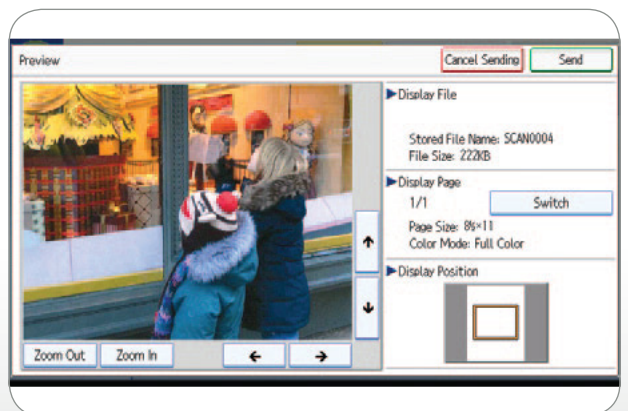 Preview
Cancel Sending
Send
Display File
Stored File Name: SCAN0004
File Size: 222KB
Display Page
1/1
Switch
Page Size: 8½×11
Color Mode: Full Color
Display Position
Zoom Out
Zoom In